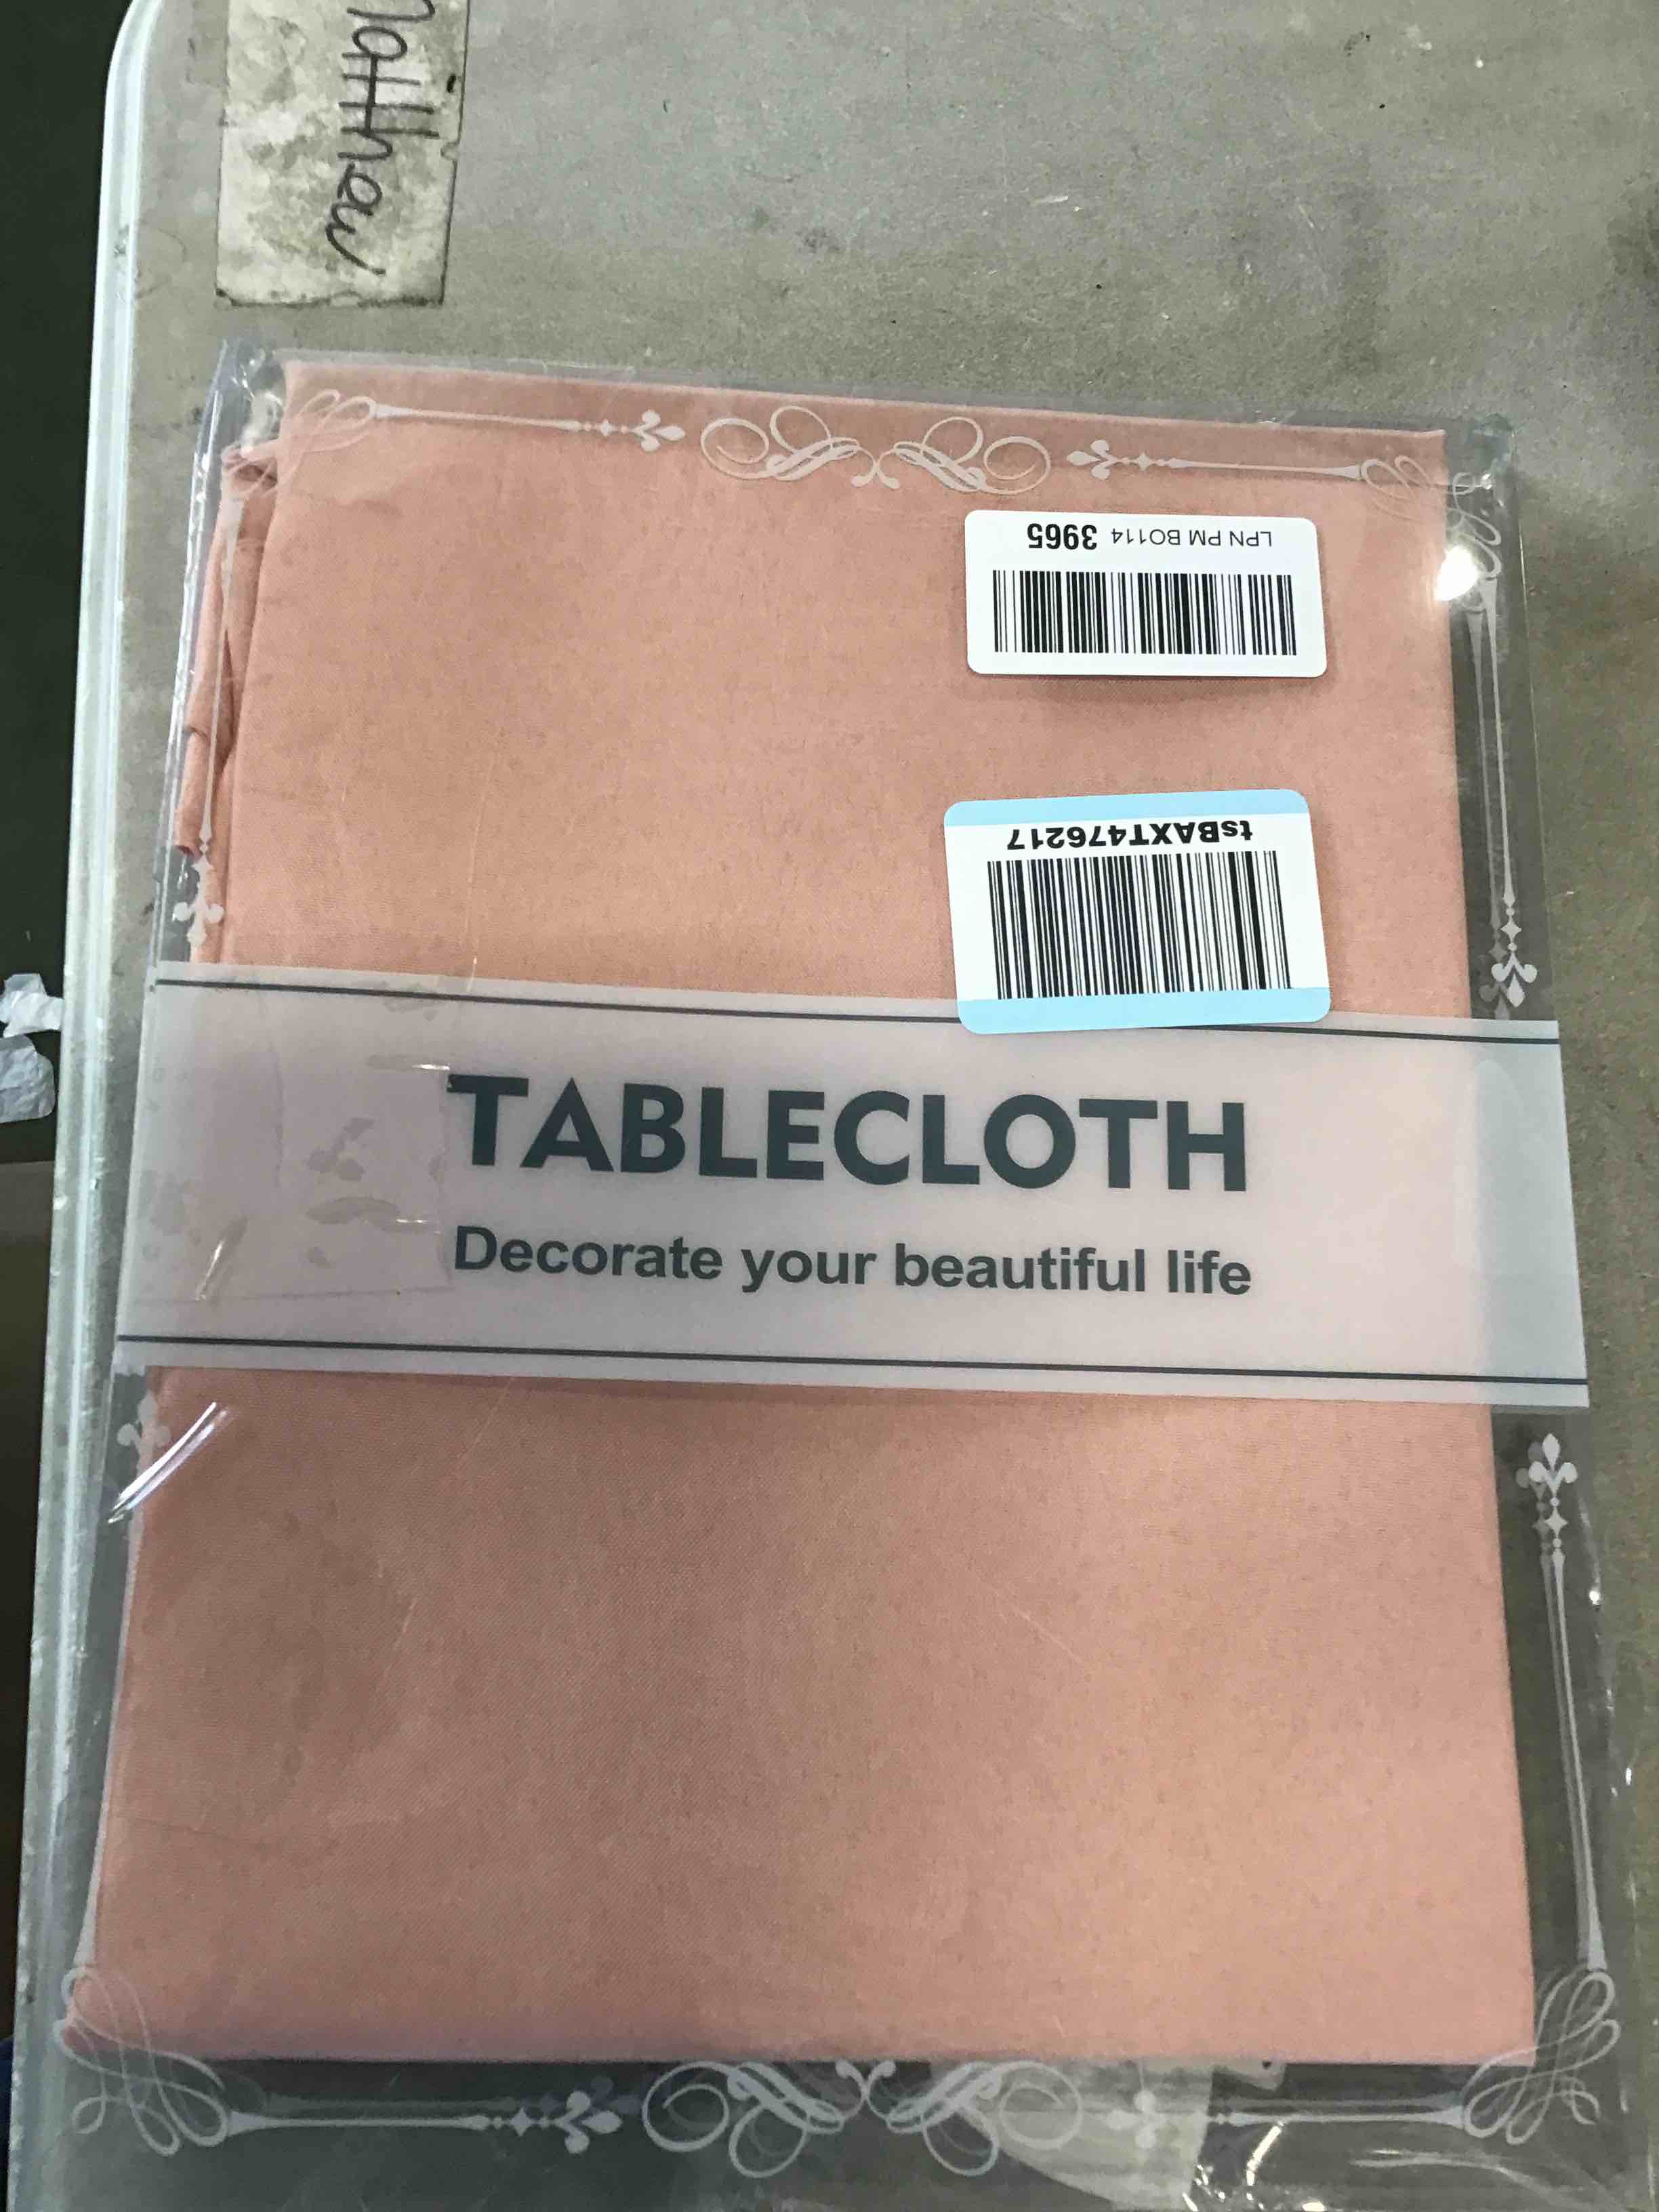 Matthew
LPN PM BO114 3965
tsBAXT476217
TABLECLOTH
Decorate your beautiful life